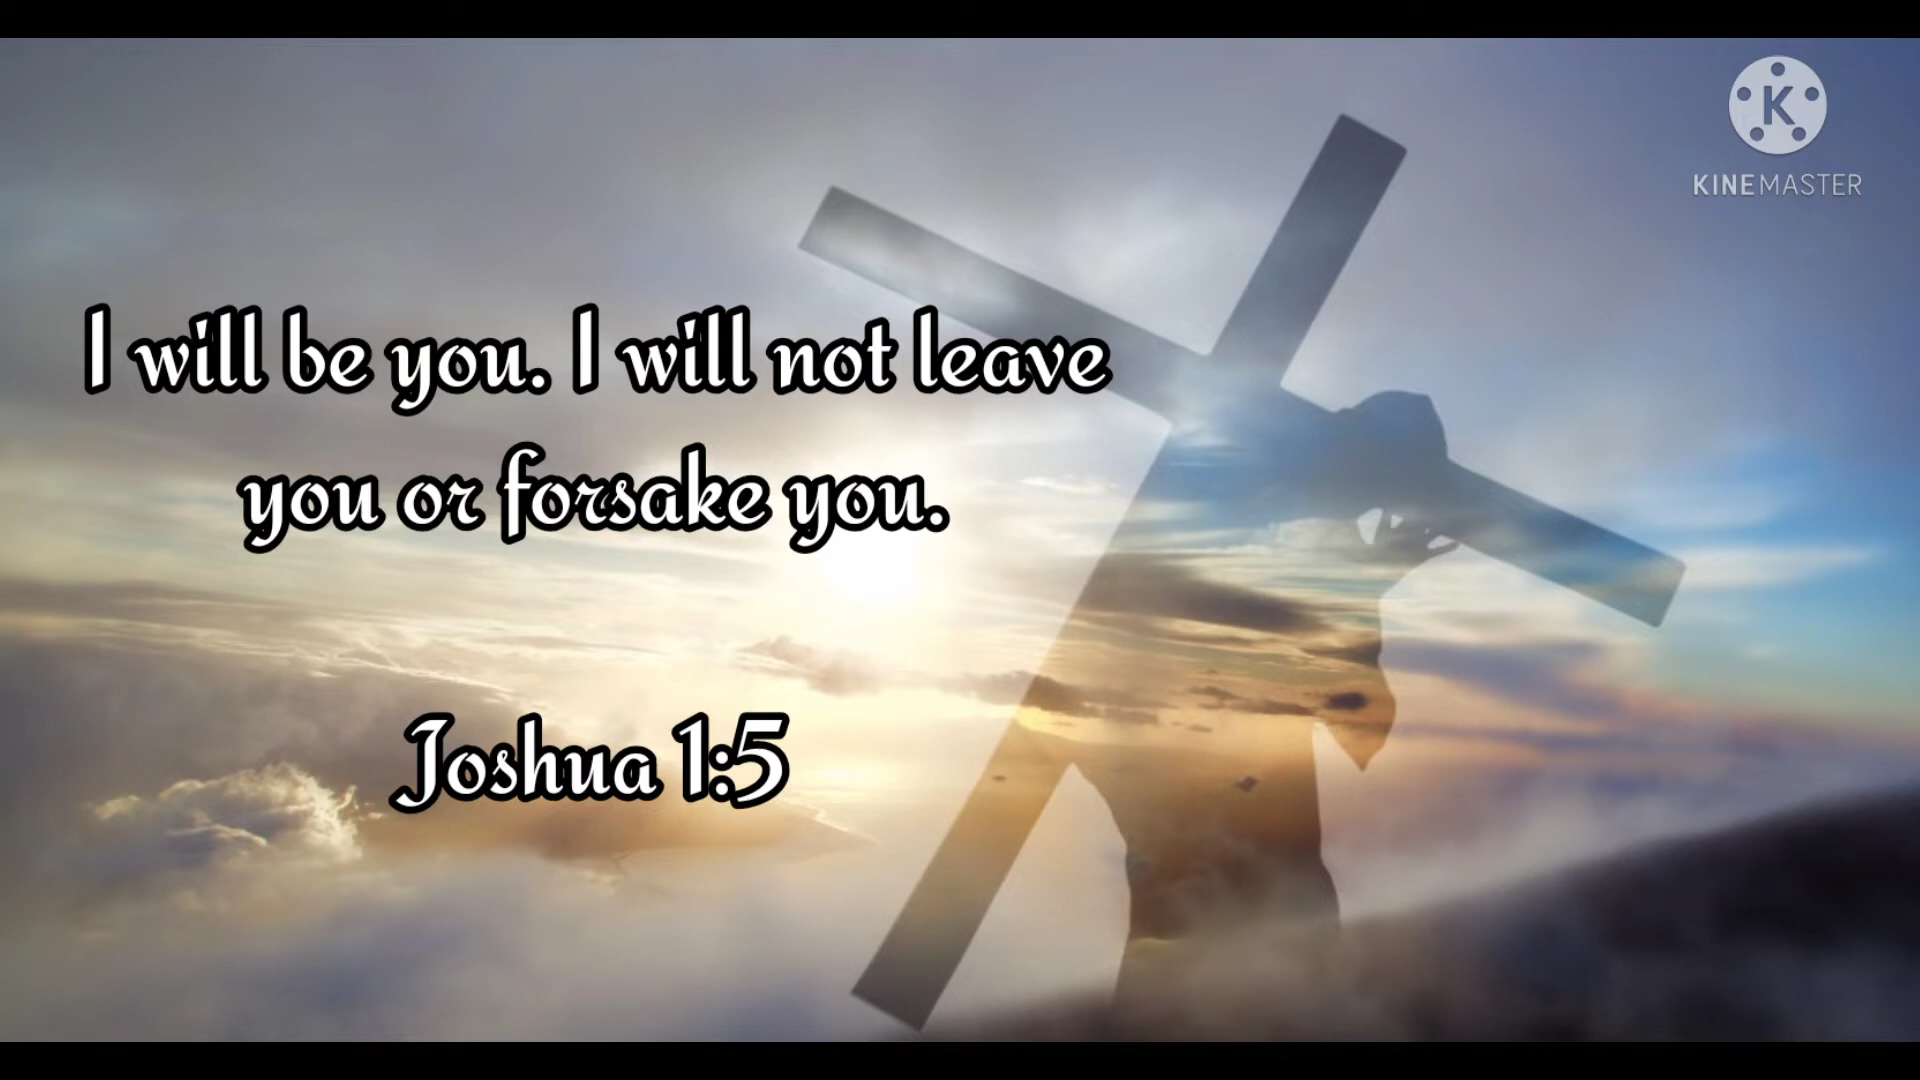 K
KINEMASTER
I will be you. I will not leave
you or forsake you.
Joshua 1:5